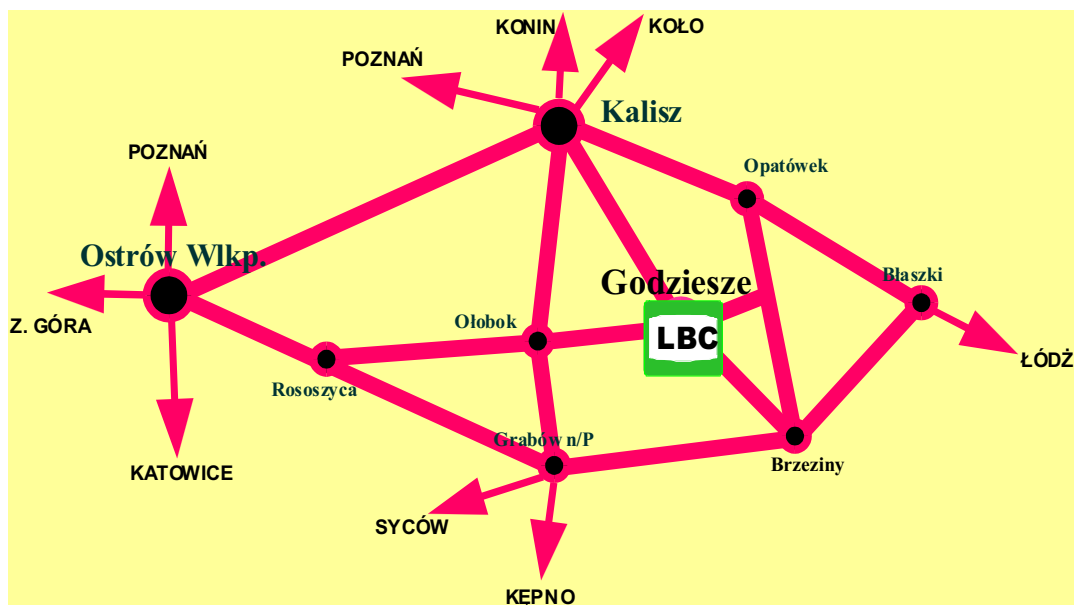 KONIN
KOŁO
POZNAŃ
Kalisz
POZNAŃ
Opatówek
Ostrów Wlkp.
Godziesze
Błaszki
Z. GÓRA
Ołobok
LBC
ŁÓDŻ
Rososzyca
Grabów n/P
Brzeziny
KATOWICE
SYCÓW
KĘPNO